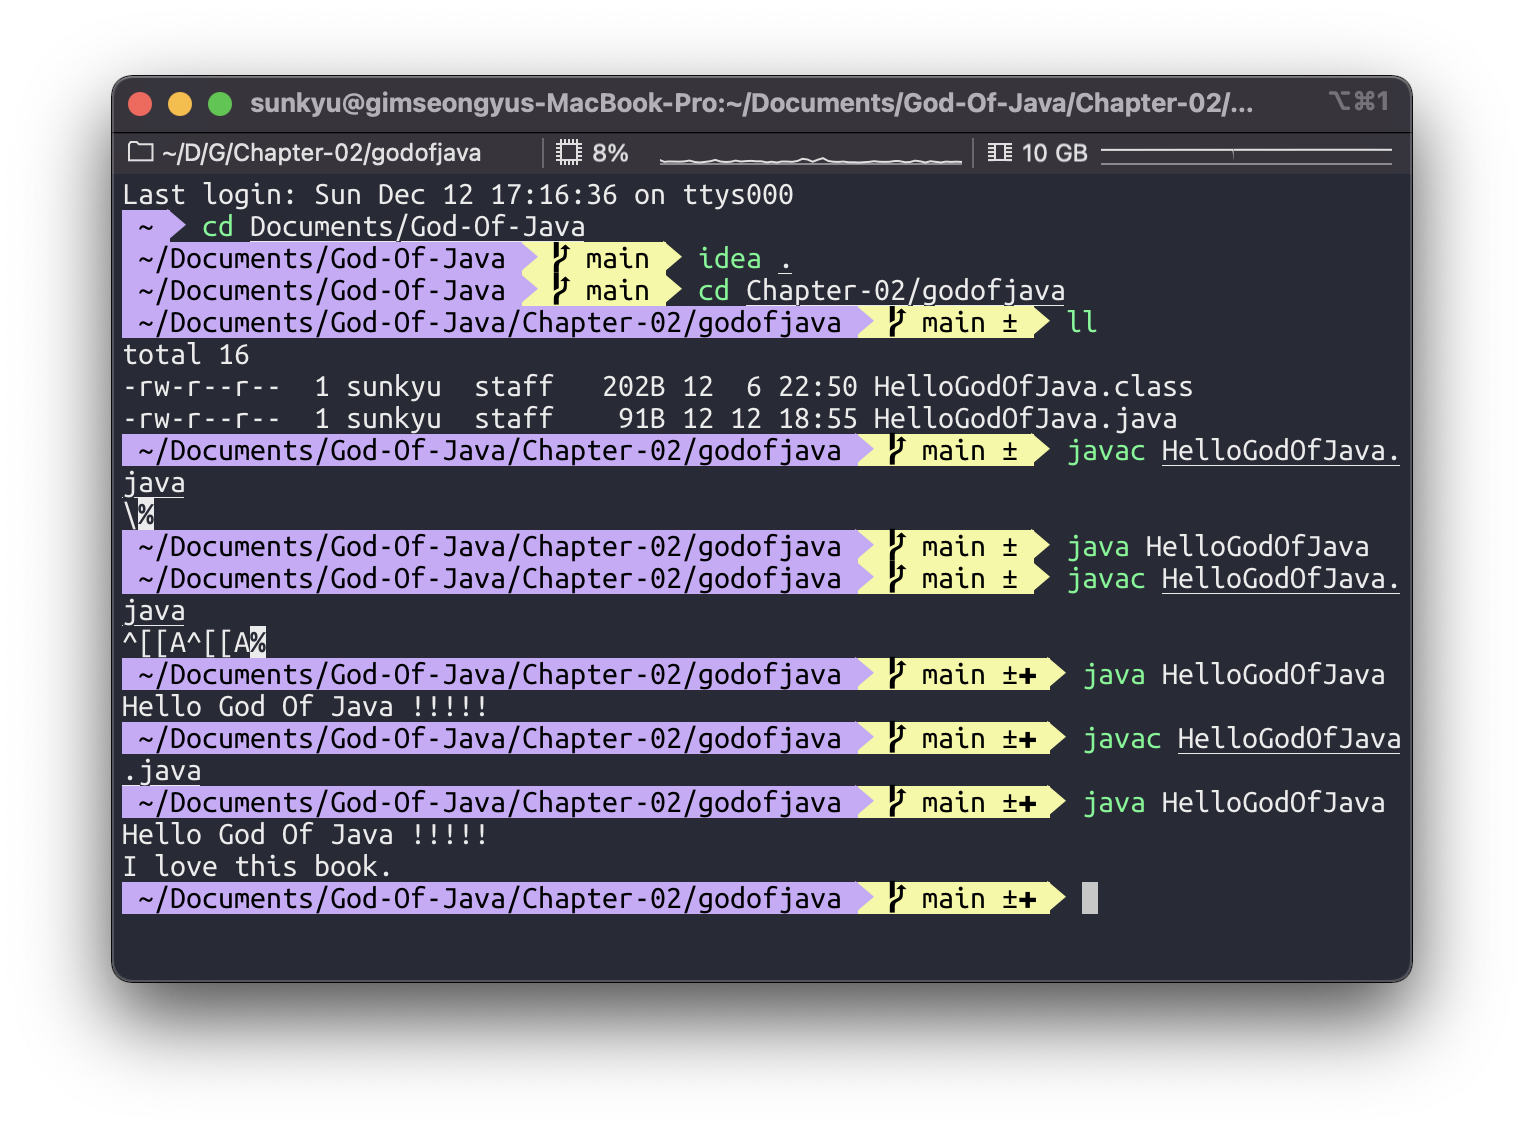 sunkyu@gimseongyus-MacBook-Pro:~/Documents/God-Of-Java/Chapter-02/... ⌥⌘1
~/D/G/Chapter-02/godofjava 8% 10 GB
Last login: Sun Dec 12 17:16:36 on ttys000
~ cd Documents/God-Of-Java
~/Documents/God-Of-Java main idea .
~/Documents/God-Of-Java main cd Chapter-02/godofjava
~/Documents/God-Of-Java/Chapter-02/godofjava main ± ll
total 16
-rw-r--r--  1 sunkyu  staff   202B 12  6 22:50 HelloGodOfJava.class
-rw-r--r--  1 sunkyu  staff    91B 12 12 18:55 HelloGodOfJava.java
~/Documents/God-Of-Java/Chapter-02/godofjava main ± javac HelloGodOfJava.
java
\%
~/Documents/God-Of-Java/Chapter-02/godofjava main ± java HelloGodOfJava
~/Documents/God-Of-Java/Chapter-02/godofjava main ± javac HelloGodOfJava.
java
^[[A^[[A%
~/Documents/God-Of-Java/Chapter-02/godofjava main ±✚ java HelloGodOfJava
Hello God Of Java !!!!!
~/Documents/God-Of-Java/Chapter-02/godofjava main ±✚ javac HelloGodOfJava
.java
~/Documents/God-Of-Java/Chapter-02/godofjava main ±✚ java HelloGodOfJava
Hello God Of Java !!!!!
I love this book.
~/Documents/God-Of-Java/Chapter-02/godofjava main ±✚